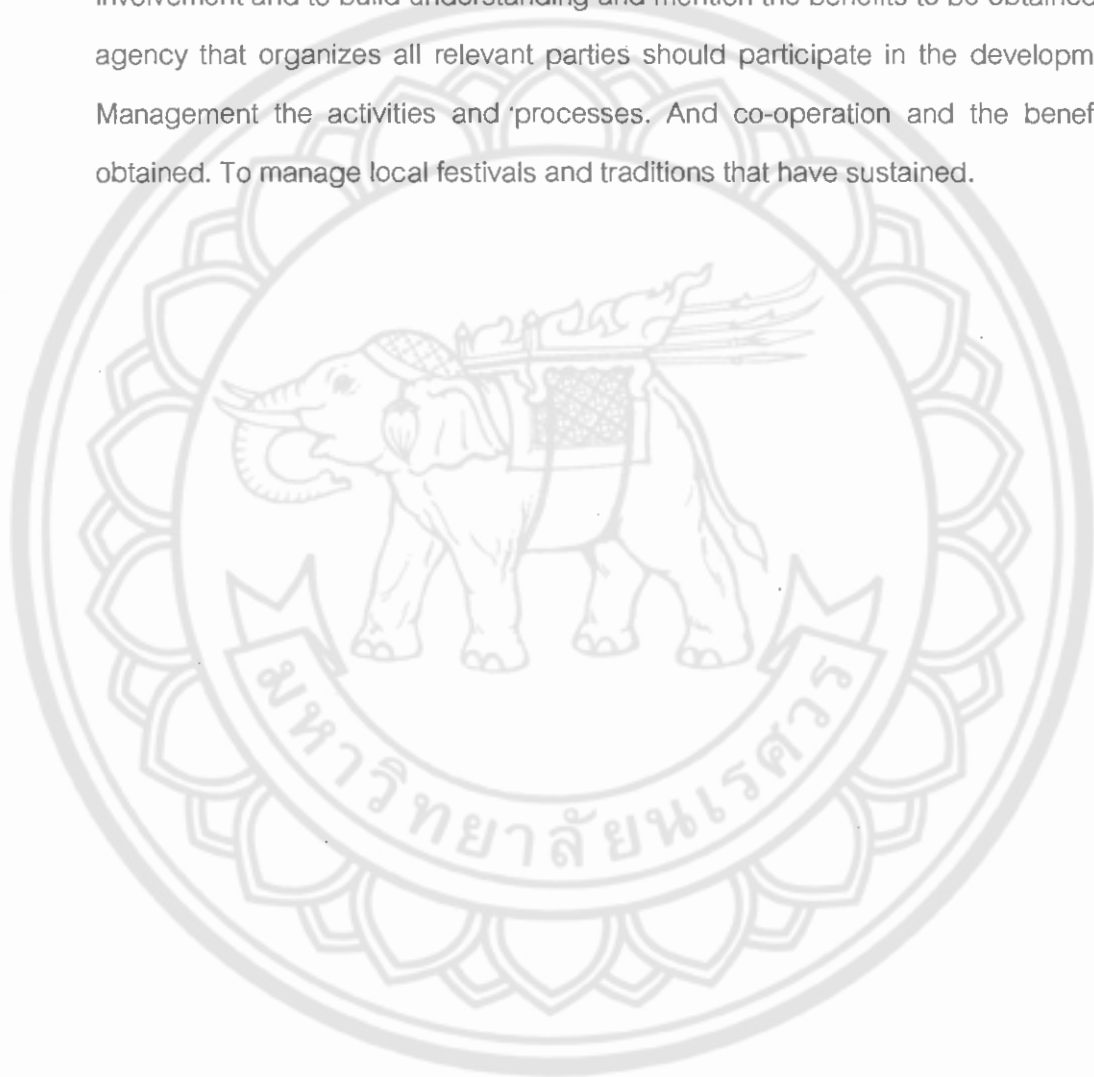 involvement and to build understanding and mention the benefits to be obtained
agency that organizes all relevant parties should participate in the developm
Management the activities and processes. And co-operation and the benef
obtained. To manage local festivals and traditions that have sustained.
มหาวิทยาลัยนเรศวร